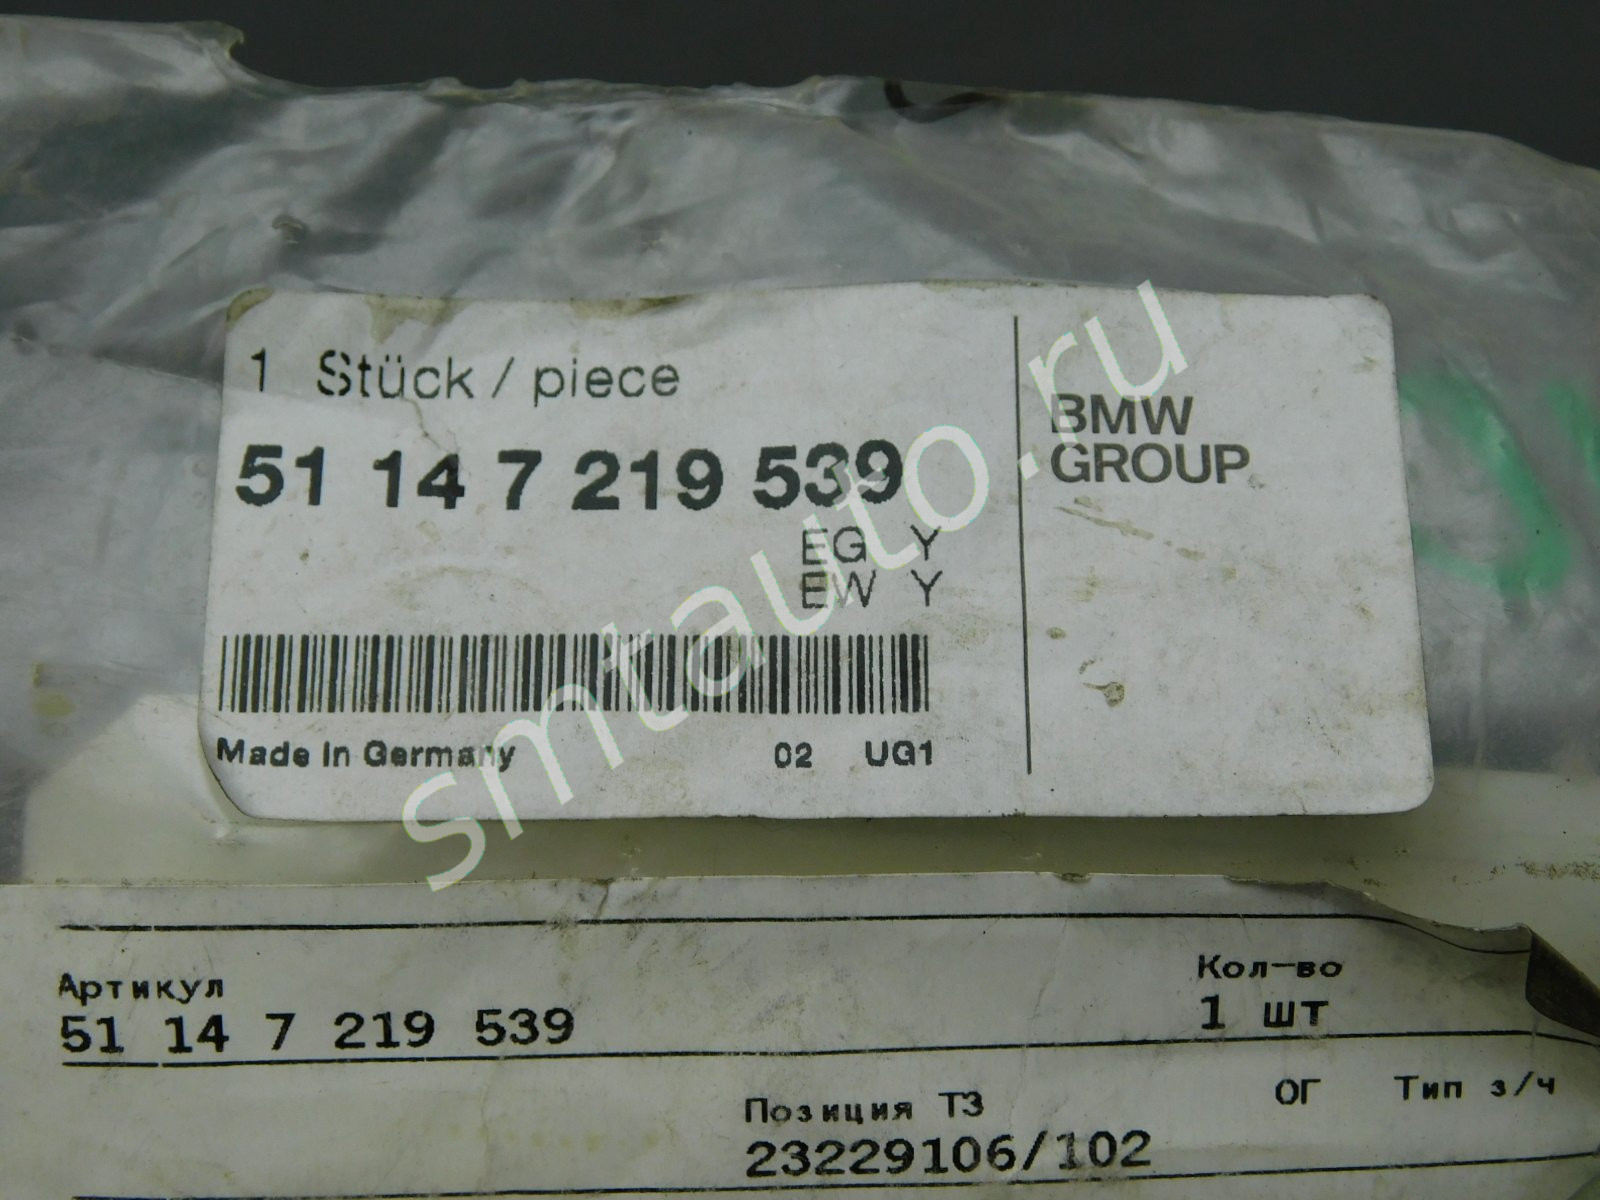 1 Stück / piece
51 14 7 219 539
EG Y
EW Y
Made In Germany 02 UG1
BMW
GROUP
smtauto.ru
Артикул
51 14 7 219 539
Кол-во
1 шт
Позиция ТЗ
23229106/102
ОГ
Тип з/ч